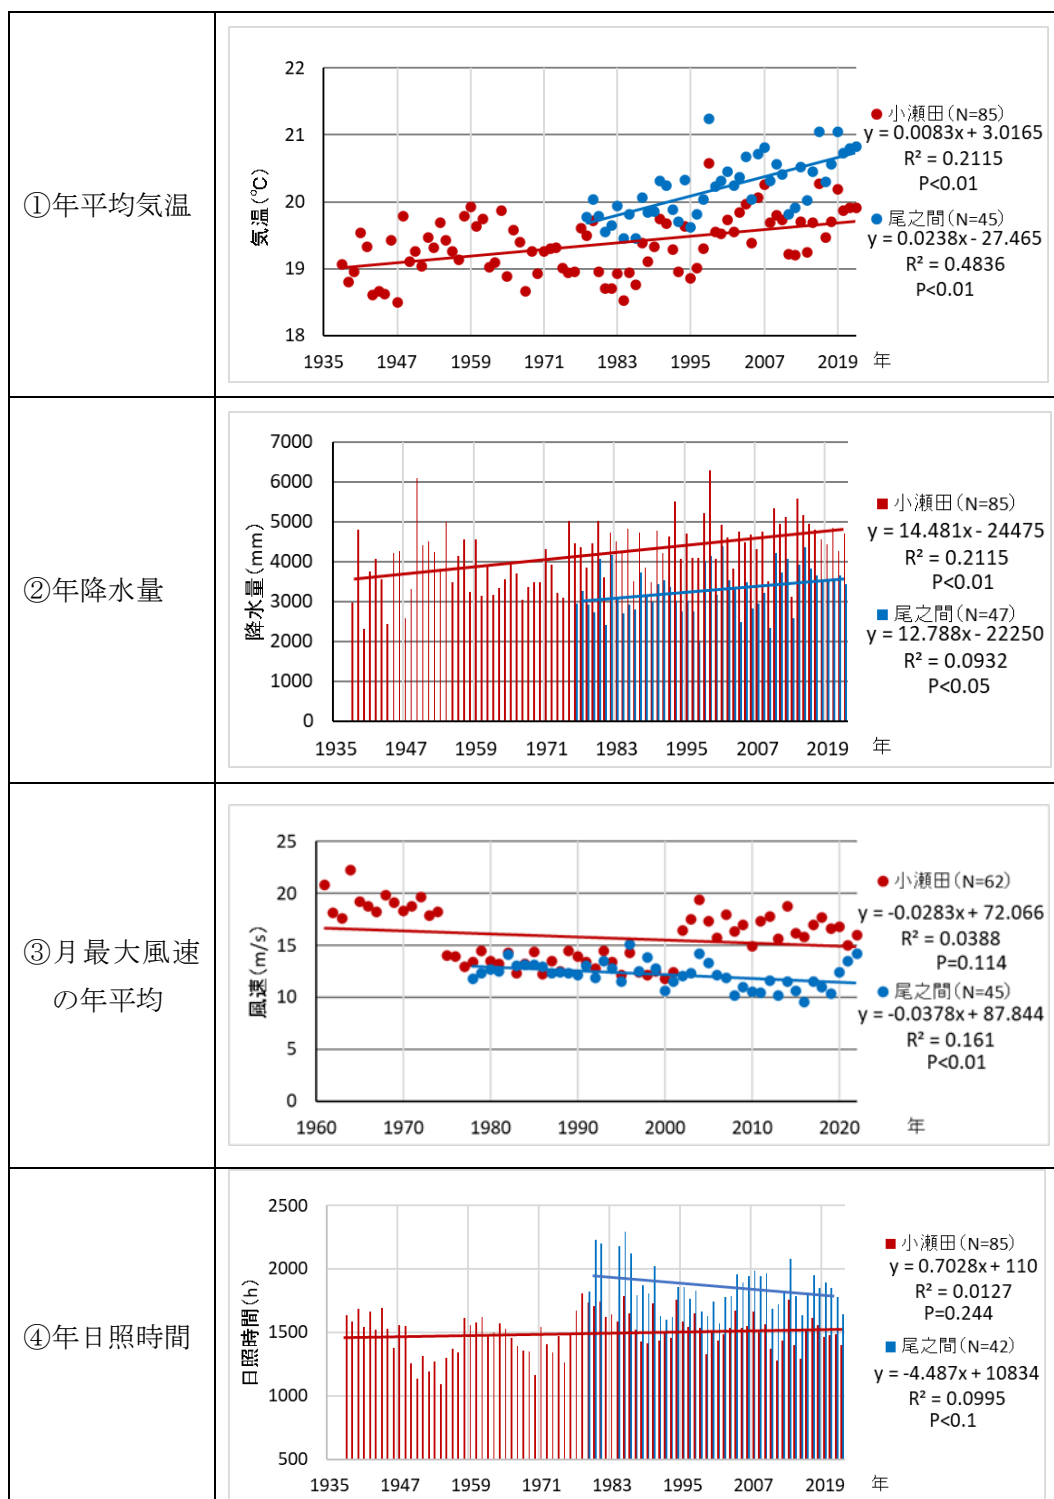 ①年平均気温
22
21
20
19
18
気温(℃)
1935 1947 1959 1971 1983 1995 2007 2019 年
小瀬田(N=85)
y = 0.0083x + 3.0165
R² = 0.2115
P<0.01
尾之間(N=45)
y = 0.0238x - 27.465
R² = 0.4836
P<0.01
②年降水量
7000
6000
5000
4000
3000
2000
1000
0
降水量(mm)
1935 1947 1959 1971 1983 1995 2007 2019 年
小瀬田(N=85)
y = 14.481x - 24475
R² = 0.2115
P<0.01
尾之間(N=47)
y = 12.788x - 22250
R² = 0.0932
P<0.05
③月最大風速
の年平均
25
20
15
10
5
0
風速(m/s)
1960 1970 1980 1990 2000 2010 2020 年
小瀬田(N=62)
y = -0.0283x + 72.066
R² = 0.0388
P=0.114
尾之間(N=45)
y = -0.0378x + 87.844
R² = 0.161
P<0.01
④年日照時間
2500
2000
1500
1000
500
日照時間(h)
1935 1947 1959 1971 1983 1995 2007 2019 年
小瀬田(N=85)
y = 0.7028x + 110
R² = 0.0127
P=0.244
尾之間(N=42)
y = -4.487x + 10834
R² = 0.0995
P<0.1